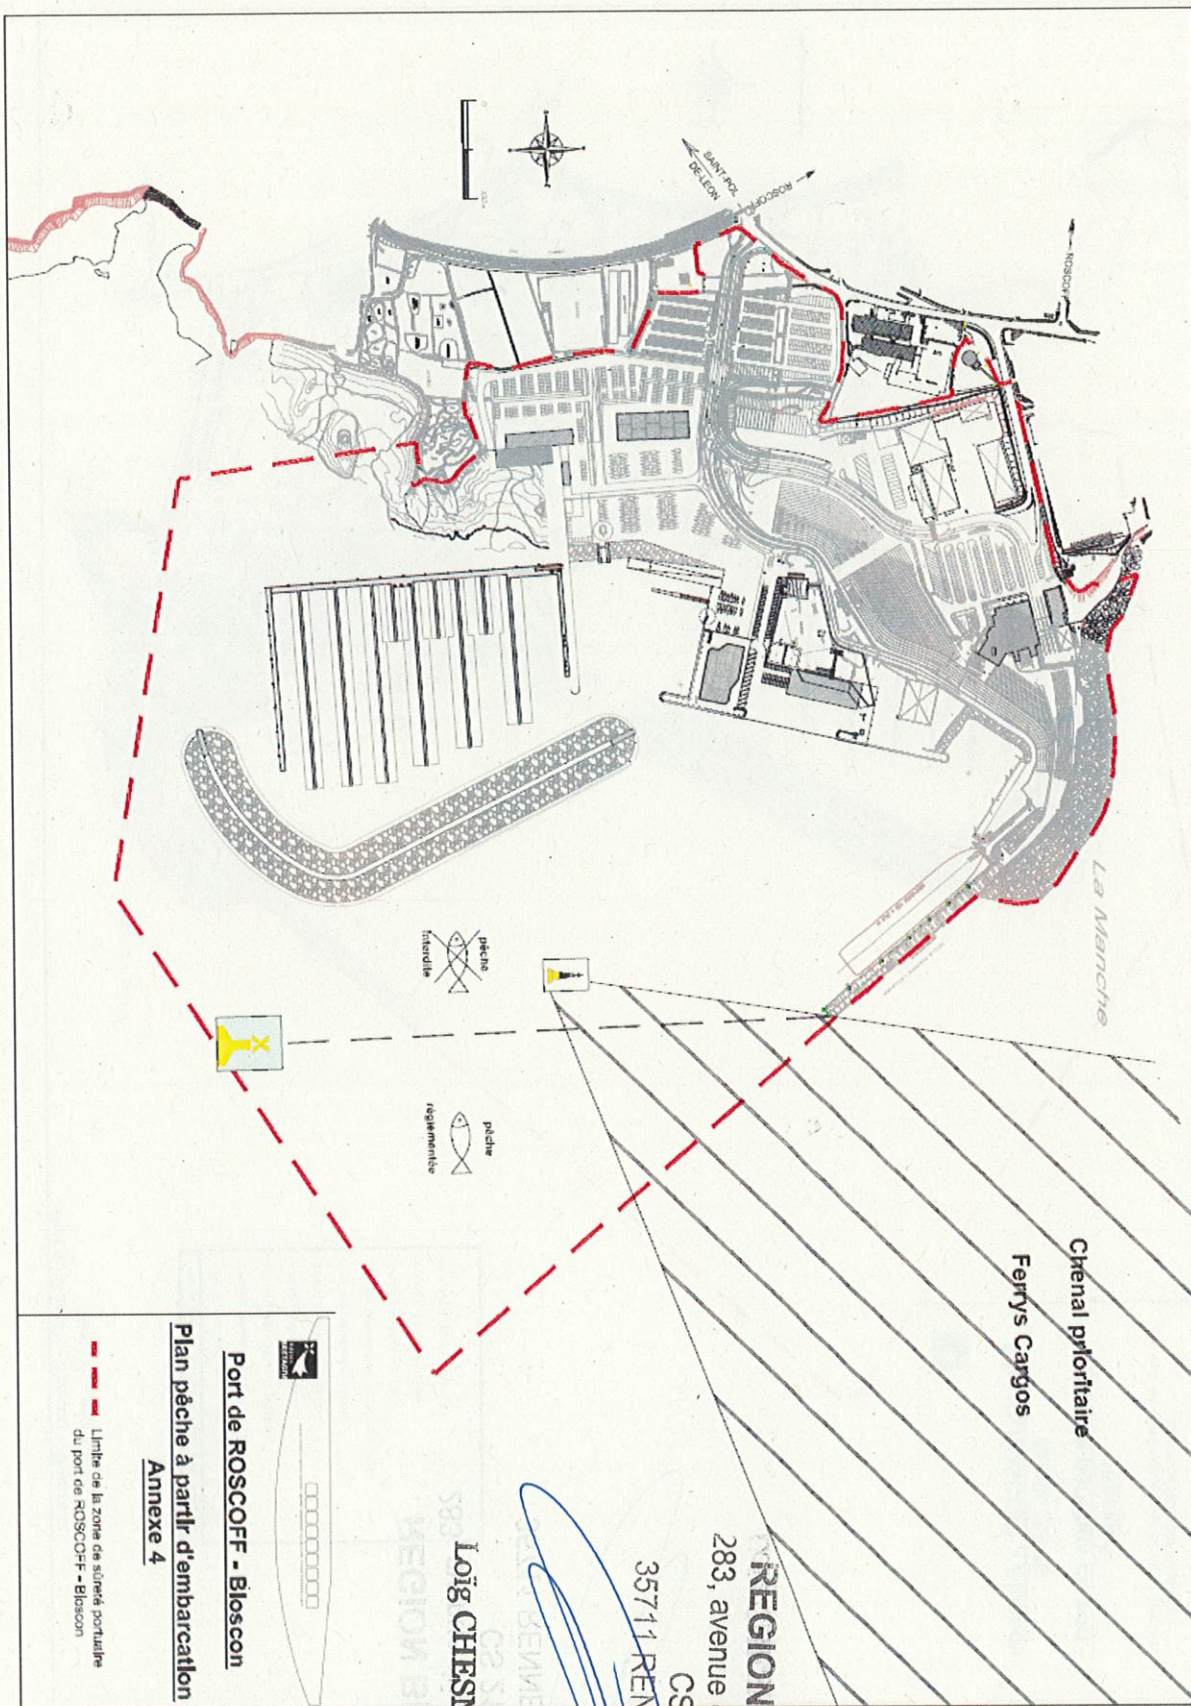 SAINT-POL
DE-LEON
ROSCOFF
ROSCOFF
La Manche
pêche
interdite
pêche
réglementée
Chenal prioritaire
Ferrys Cargos
REGION
283, avenue
CS
35711 REN
Loïg CHESN
Port de ROSCOFF - Bloscon
Plan pêche à partir d'embarcation
Annexe 4
Limite de la zone de sûreté portuaire
du port de ROSCOFF - Bloscon